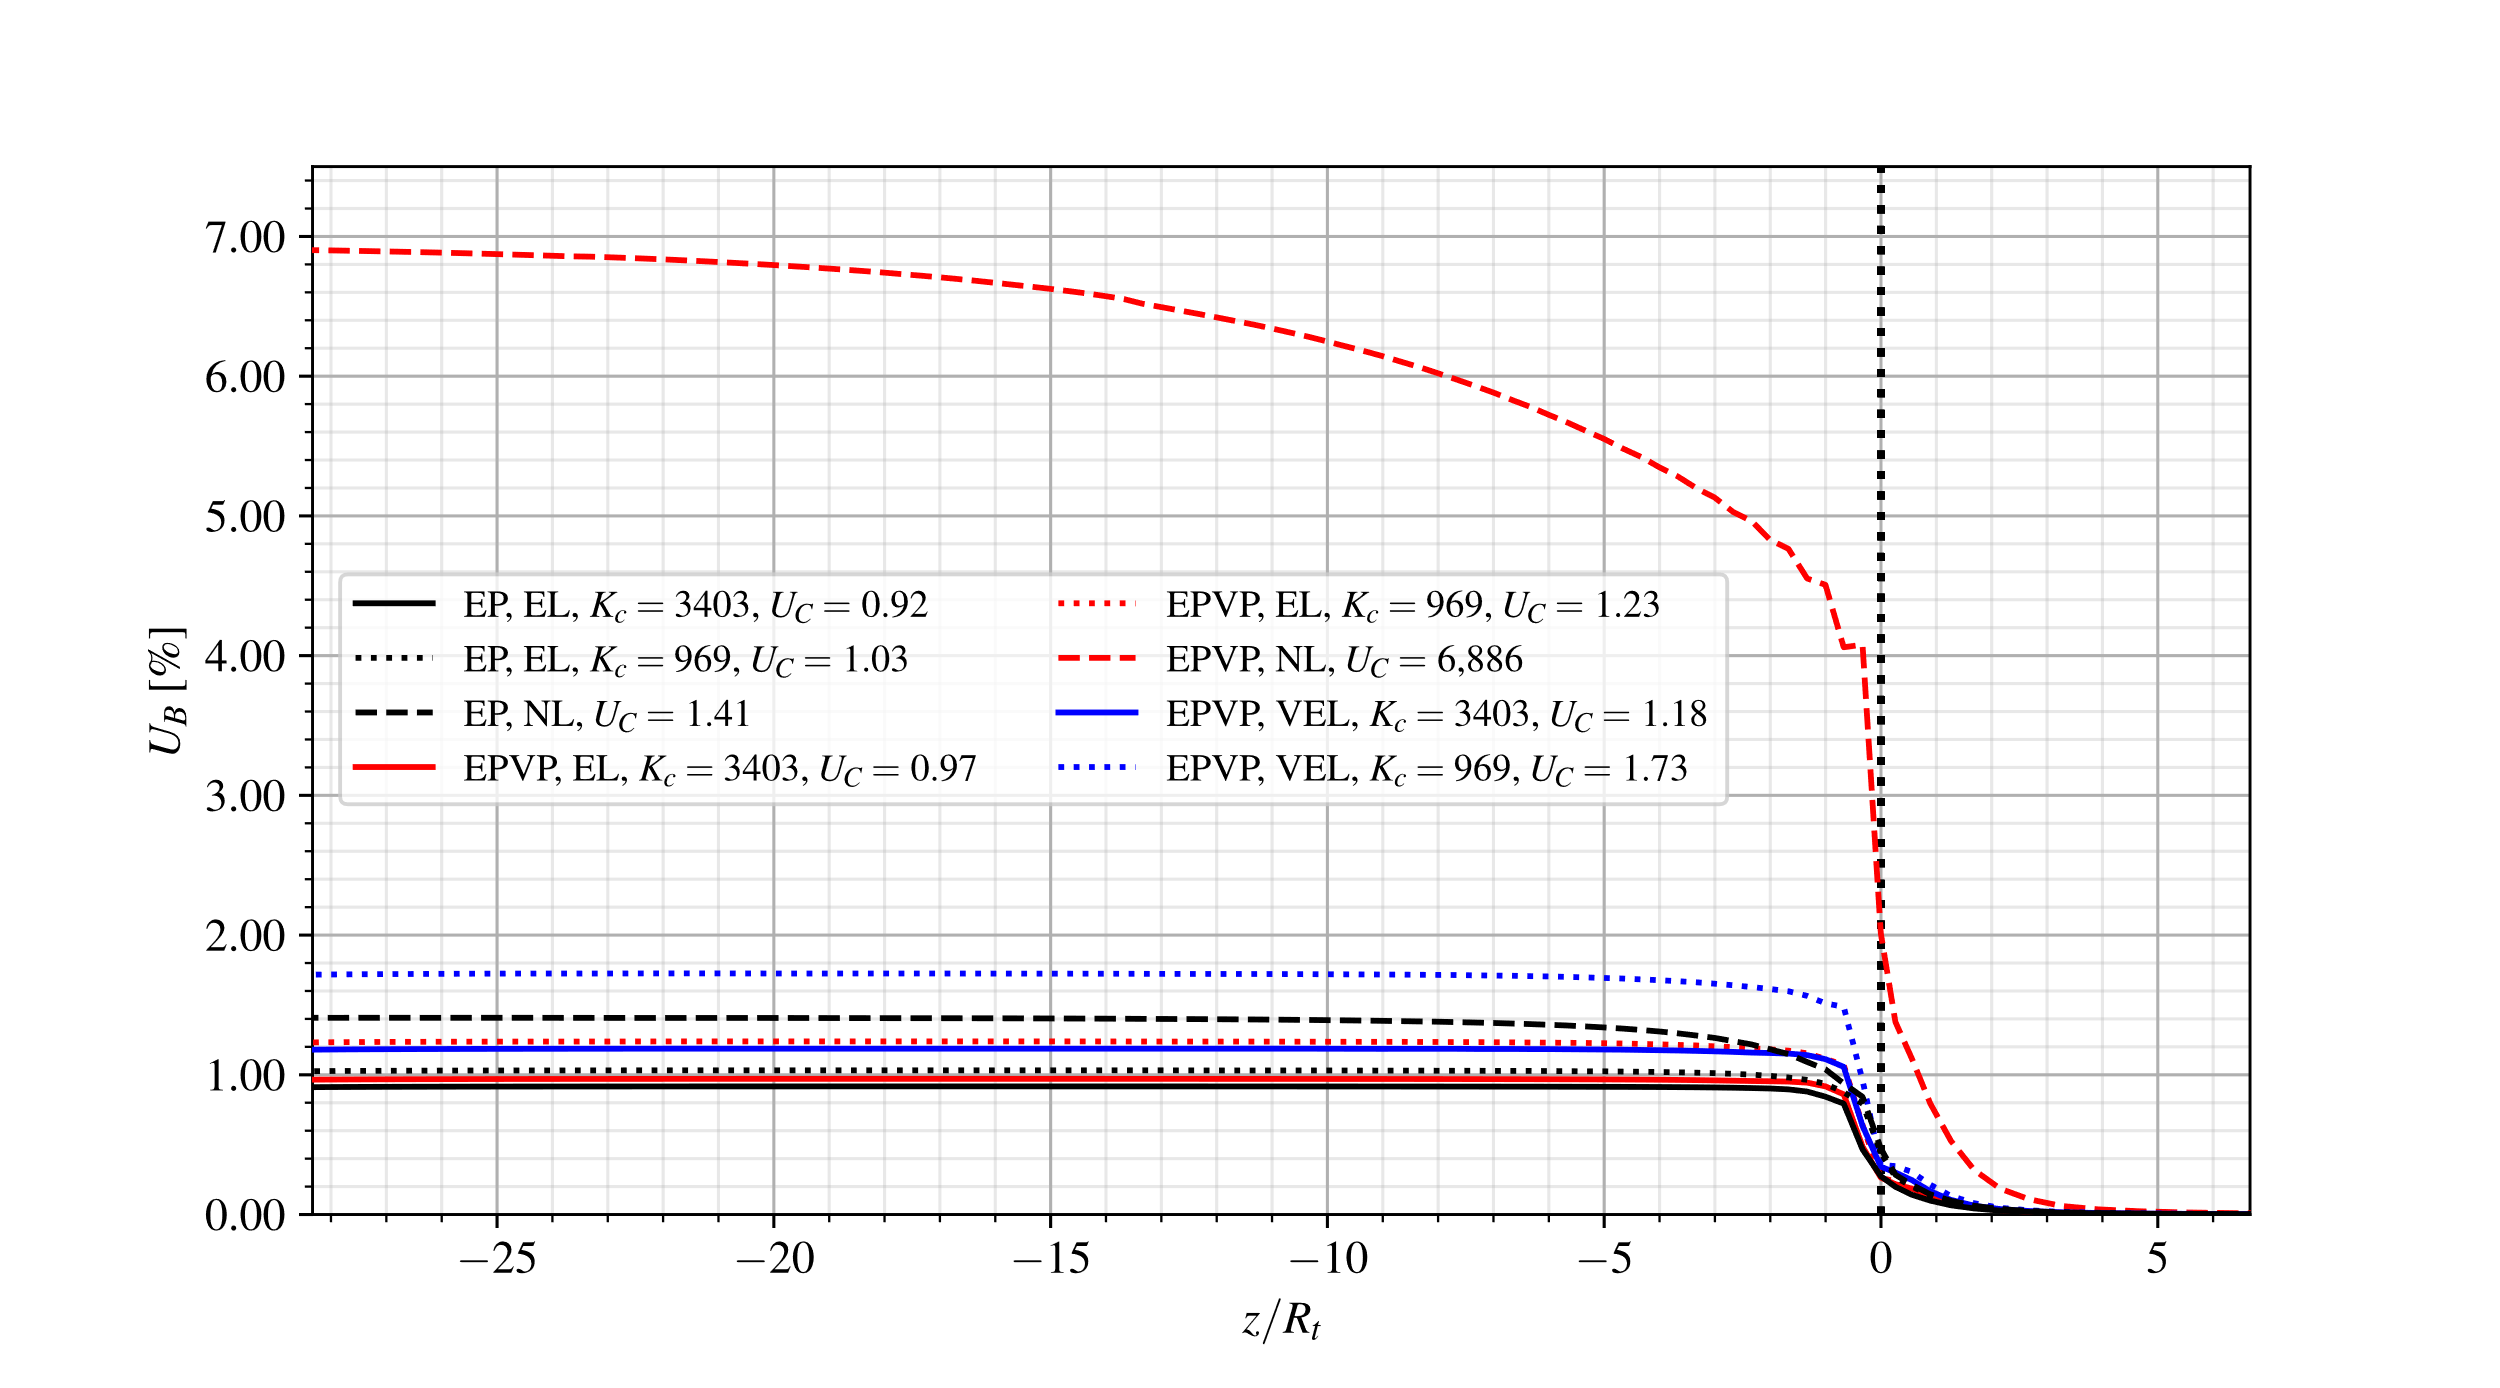 7.00
6.00
5.00
4.00
3.00
2.00
1.00
0.00
U_B [%]
EP, EL, K_c = 3403, U_C = 0.92
EP, EL, K_c = 969, U_C = 1.03
EP, NL, U_C = 1.41
EPVP, EL, K_c = 3403, U_C = 0.97
EPVP, EL, K_c = 969, U_C = 1.23
EPVP, NL, U_C = 6,886
EPVP, VEL, K_c = 3403, U_C = 1.18
EPVP, VEL, K_c = 969, U_C = 1.73
−25 −20 −15 −10 −5 0 5
z/R_t